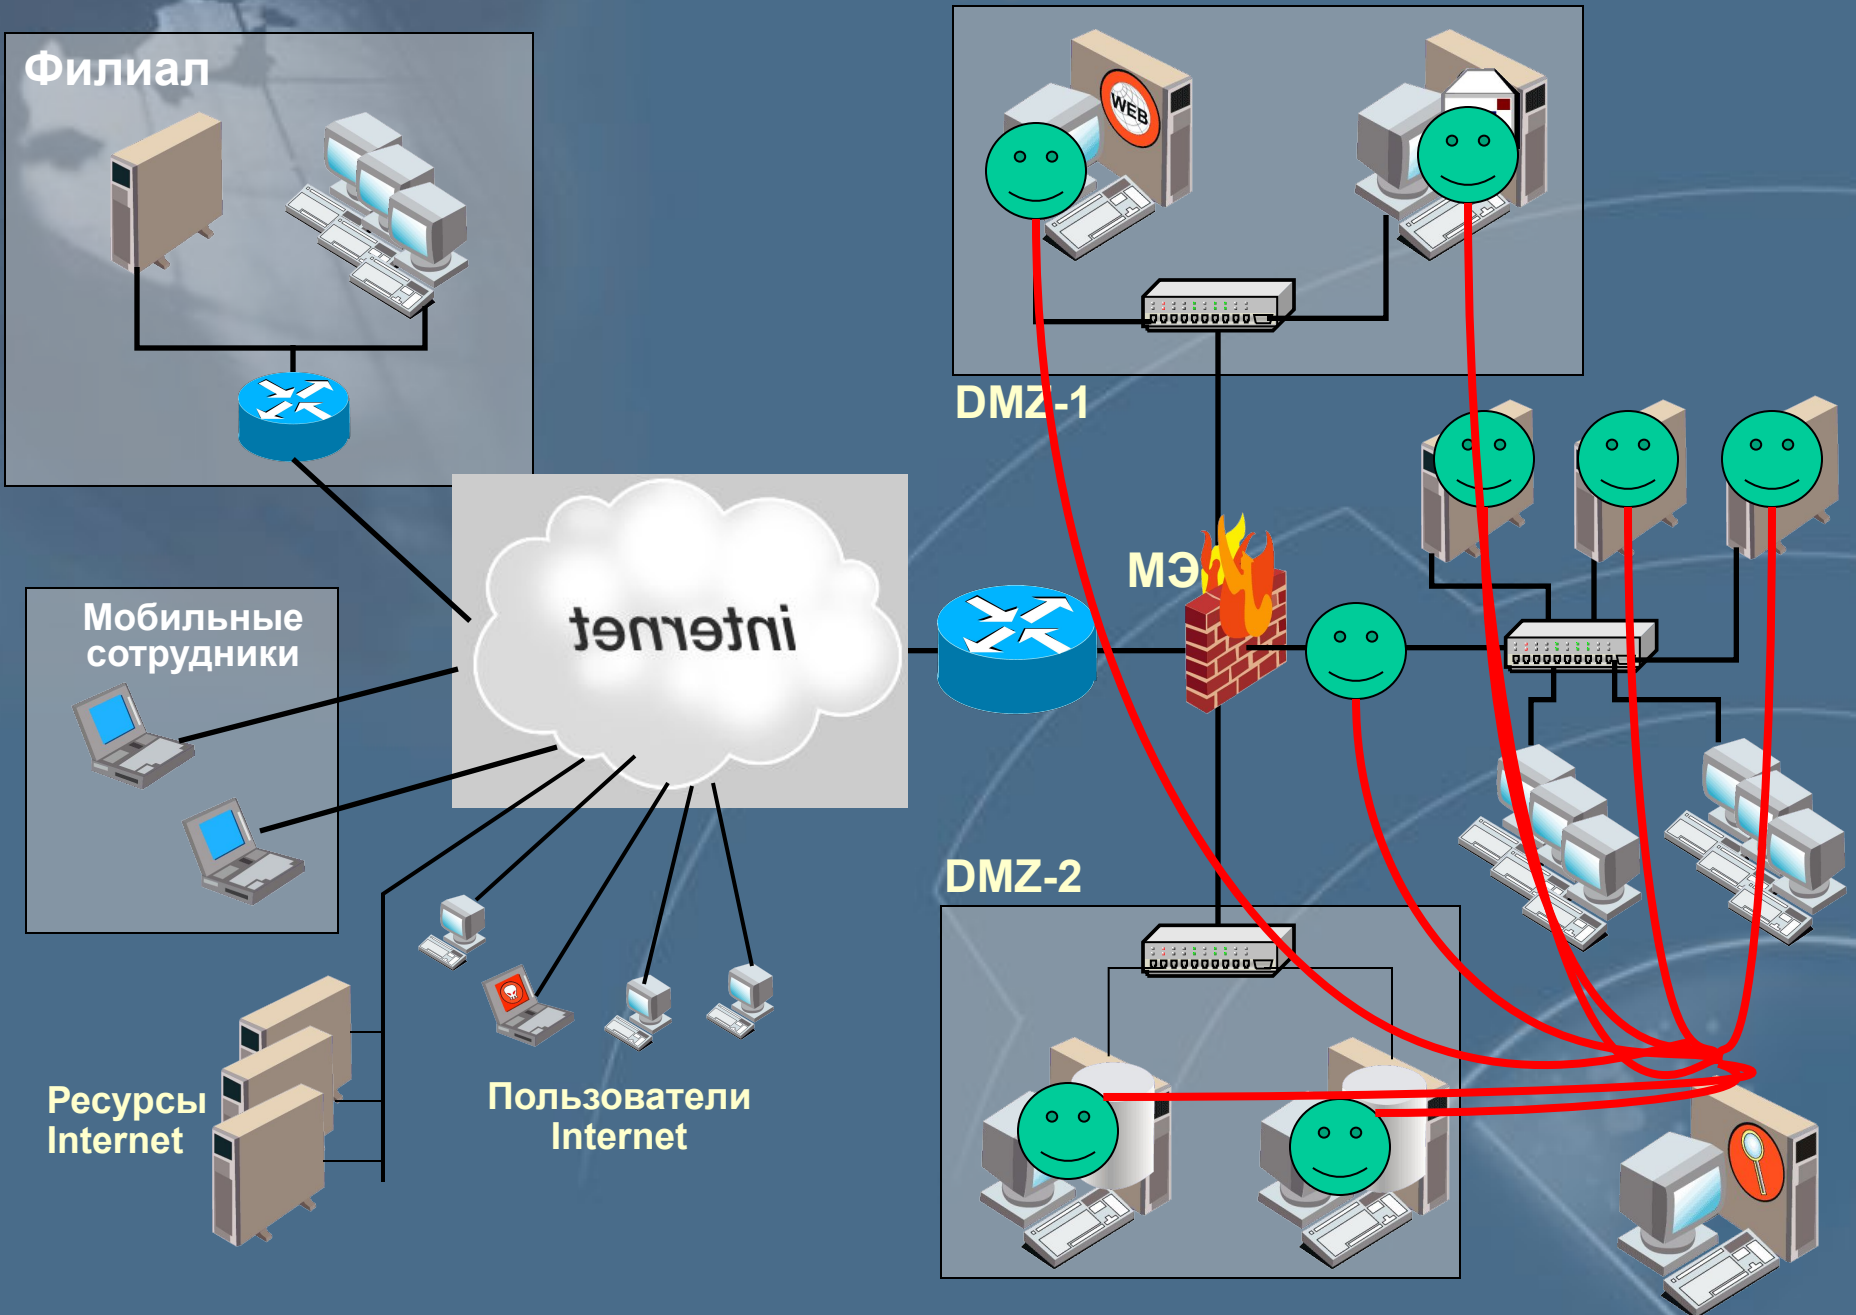 Филиал
WEB
DMZ-1
МЭ
internet
Мобильные
сотрудники
DMZ-2
Ресурсы
Internet
Пользователи
Internet